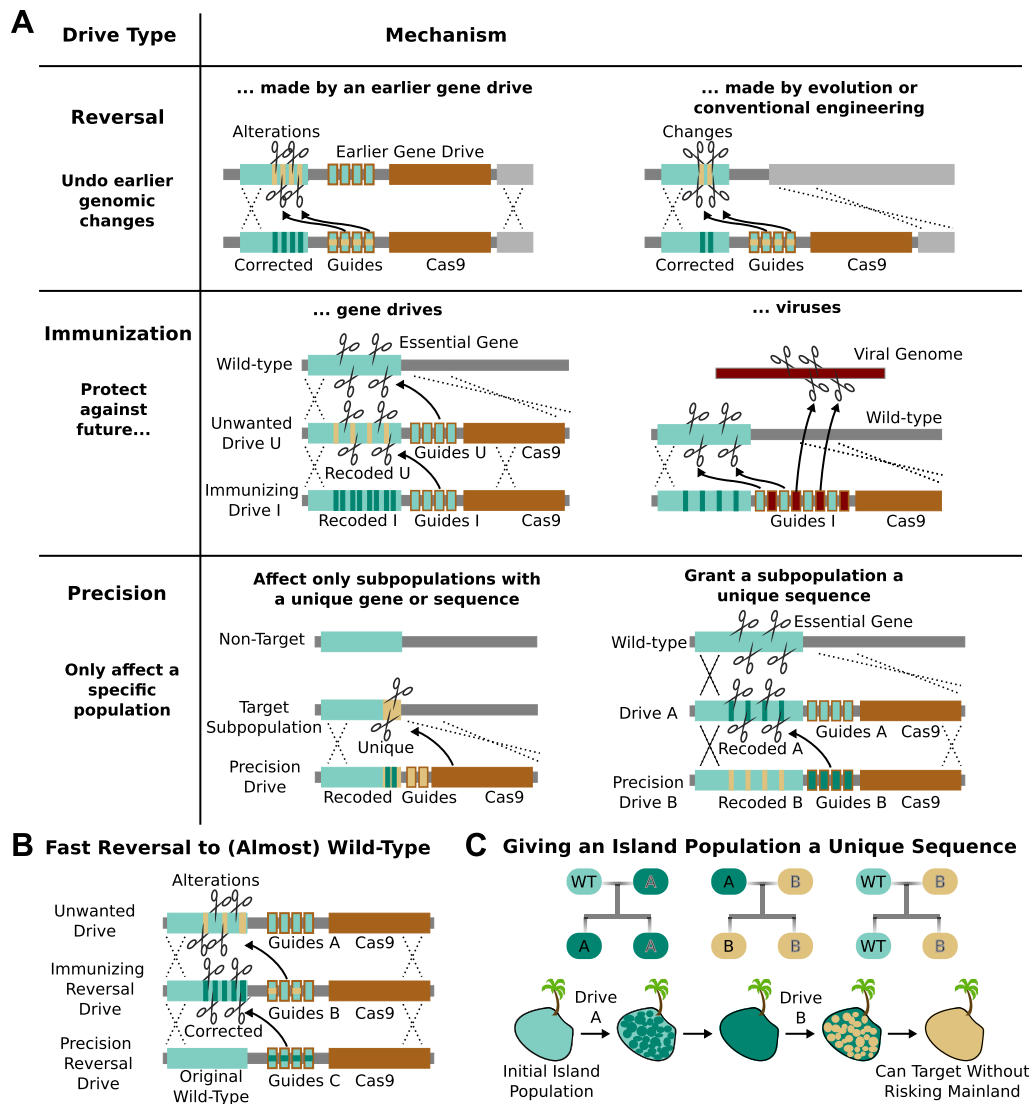 A
Drive Type
Mechanism
Reversal
Undo earlier
genomic
changes
... made by an earlier gene drive
Alterations
Earlier Gene Drive
Corrected
Guides
Cas9
... made by evolution or
conventional engineering
Changes
Corrected
Guides
Cas9
Immunization
Protect
against
future...
... gene drives
Wild-type
Essential Gene
Unwanted
Drive U
Recoded U
Guides U
Cas9
Immunizing
Drive I
Recoded I
Guides I
Cas9
... viruses
Viral Genome
Wild-type
Guides I
Cas9
Precision
Only affect a
specific
population
Affect only subpopulations with
a unique gene or sequence
Non-Target
Target
Subpopulation
Unique
Precision
Drive
Recoded
Guides
Cas9
Grant a subpopulation a
unique sequence
Essential Gene
Wild-type
Drive A
Recoded A
Guides A
Cas9
Precision
Drive B
Recoded B
Guides B
Cas9
B
Fast Reversal to (Almost) Wild-Type
Alterations
Unwanted
Drive
Guides A
Cas9
Immunizing
Reversal
Drive
Corrected
Guides B
Cas9
Precision
Reversal
Drive
Original
Wild-Type
Guides C
Cas9
C
Giving an Island Population a Unique Sequence
WT
A
A
B
WT
B
A
A
B
B
WT
B
Drive
A
Drive
B
Initial Island
Population
Can Target Without
Risking Mainland